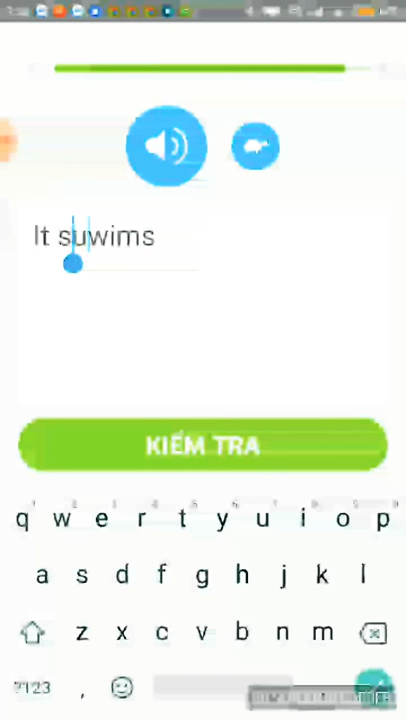 It suwims
KIỂM TRA
q w e r t y u i o p
a s d f g h j k l
z x c v b n m
?123 ,